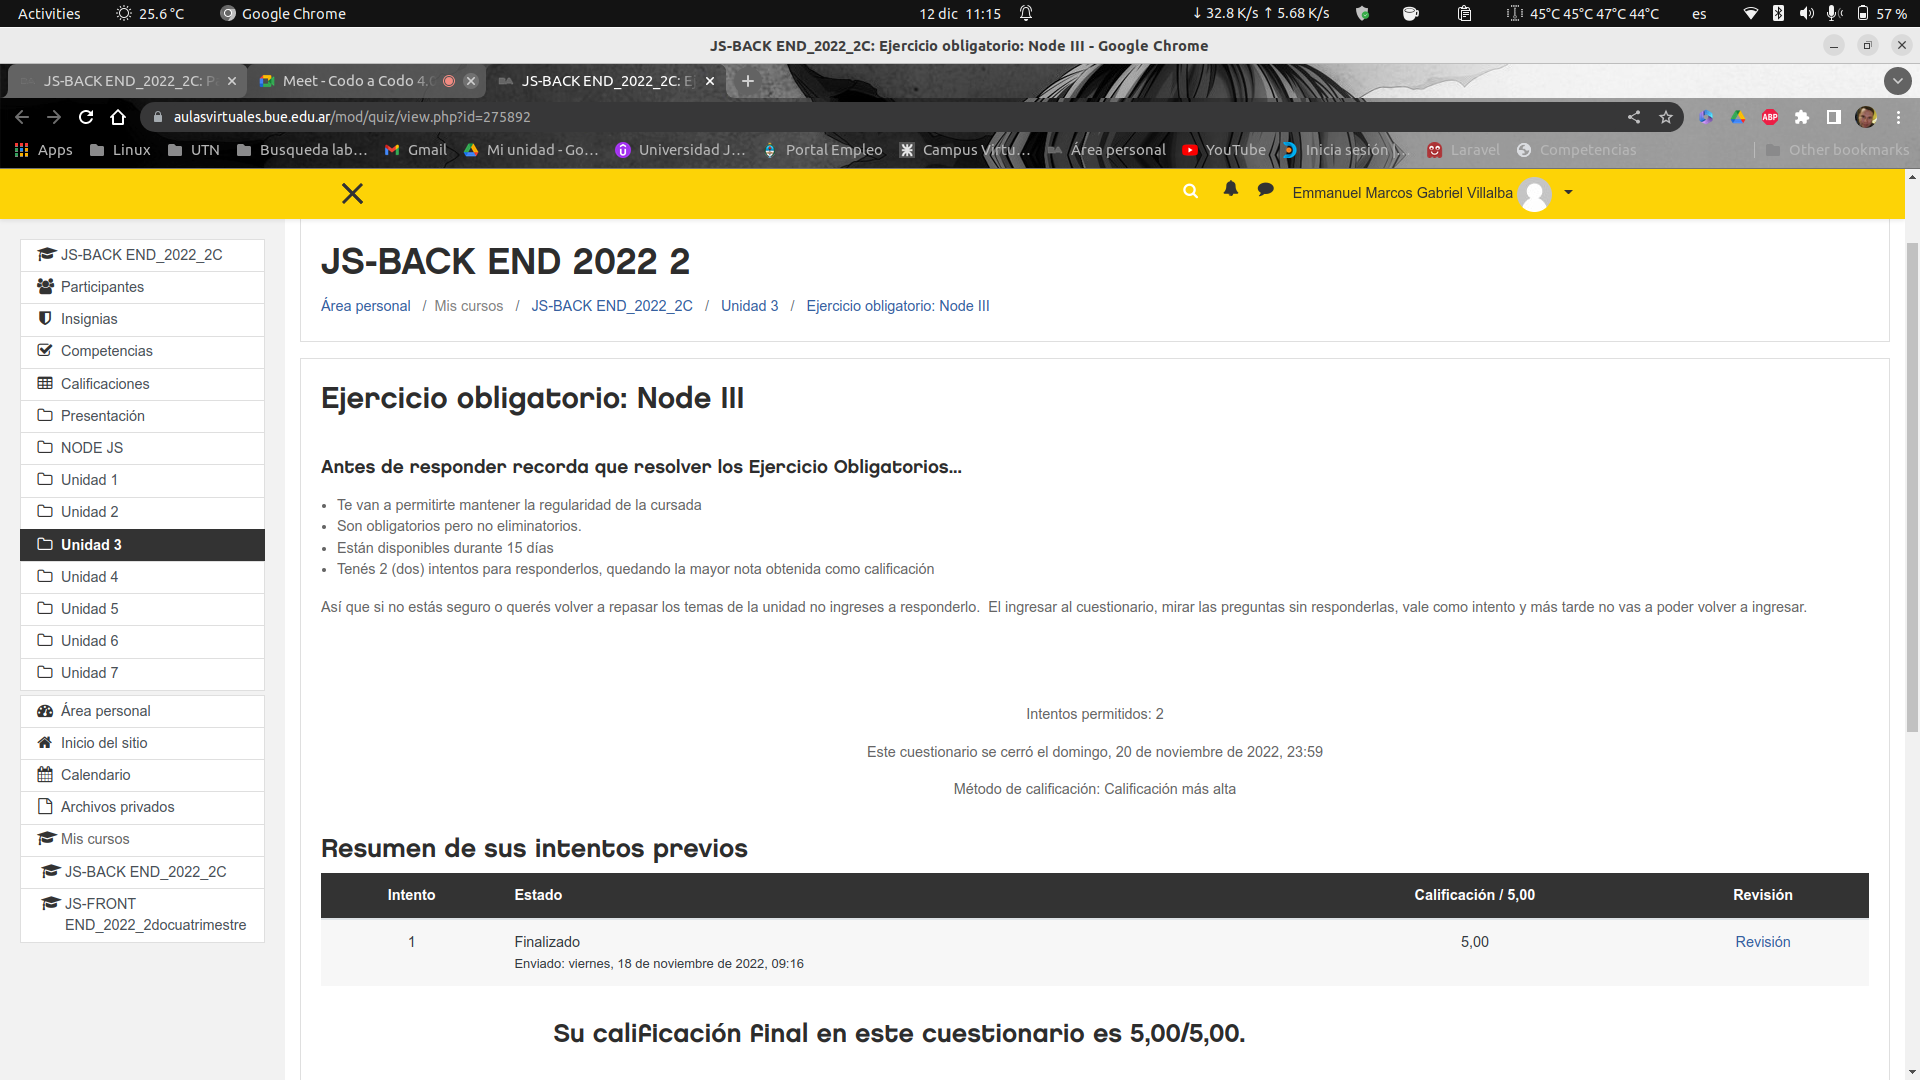 Activities
25.6 °C
Google Chrome
12 dic 11:15
↓ 32.8 K/s ↑ 5.68 K/s
45°C 45°C 47°C 44°C
es
57 %
JS-BACK END_2022_2C: Ejercicio obligatorio: Node III - Google Chrome
JS-BACK END_2022_2C: P
Meet - Codo a Codo 4.
JS-BACK END_2022_2C: E
aulasvirtuales.bue.edu.ar/mod/quiz/view.php?id=275892
ABP
Apps
Linux
UTN
Busqueda lab…
Gmail
Mi unidad - Go…
Universidad J…
Portal Empleo
Campus Virtu…
Área personal
YouTube
Inicia sesión |…
Laravel
Competencias
Other bookmarks
Emmanuel Marcos Gabriel Villalba
JS-BACK END_2022_2C
Participantes
Insignias
Competencias
Calificaciones
Presentación
NODE JS
Unidad 1
Unidad 2
Unidad 3
Unidad 4
Unidad 5
Unidad 6
Unidad 7
Área personal
Inicio del sitio
Calendario
Archivos privados
Mis cursos
JS-BACK END_2022_2C
JS-FRONT
END_2022_2docuatrimestre
JS-BACK END 2022 2
Área personal / Mis cursos / JS-BACK END_2022_2C / Unidad 3 / Ejercicio obligatorio: Node III
Ejercicio obligatorio: Node III
Antes de responder recorda que resolver los Ejercicio Obligatorios...
• Te van a permitirte mantener la regularidad de la cursada
• Son obligatorios pero no eliminatorios.
• Están disponibles durante 15 días
• Tenés 2 (dos) intentos para responderlos, quedando la mayor nota obtenida como calificación
Así que si no estás seguro o querés volver a repasar los temas de la unidad no ingreses a responderlo. El ingresar al cuestionario, mirar las preguntas sin responderlas, vale como intento y más tarde no vas a poder volver a ingresar.
Intentos permitidos: 2
Este cuestionario se cerró el domingo, 20 de noviembre de 2022, 23:59
Método de calificación: Calificación más alta
Resumen de sus intentos previos
Intento Estado Calificación / 5,00 Revisión
1 Finalizado 5,00 Revisión
Enviado: viernes, 18 de noviembre de 2022, 09:16
Su calificación final en este cuestionario es 5,00/5,00.